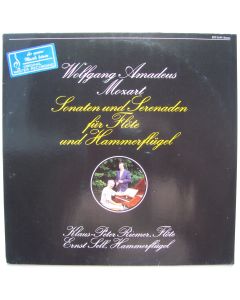 Wolfgang Amadeus
Mozart
Sonaten und Serenaden
für Flöte
und Hammerflügel
Klaus-Peter Riemer, Flöte
Ernst Sell, Hammerflügel